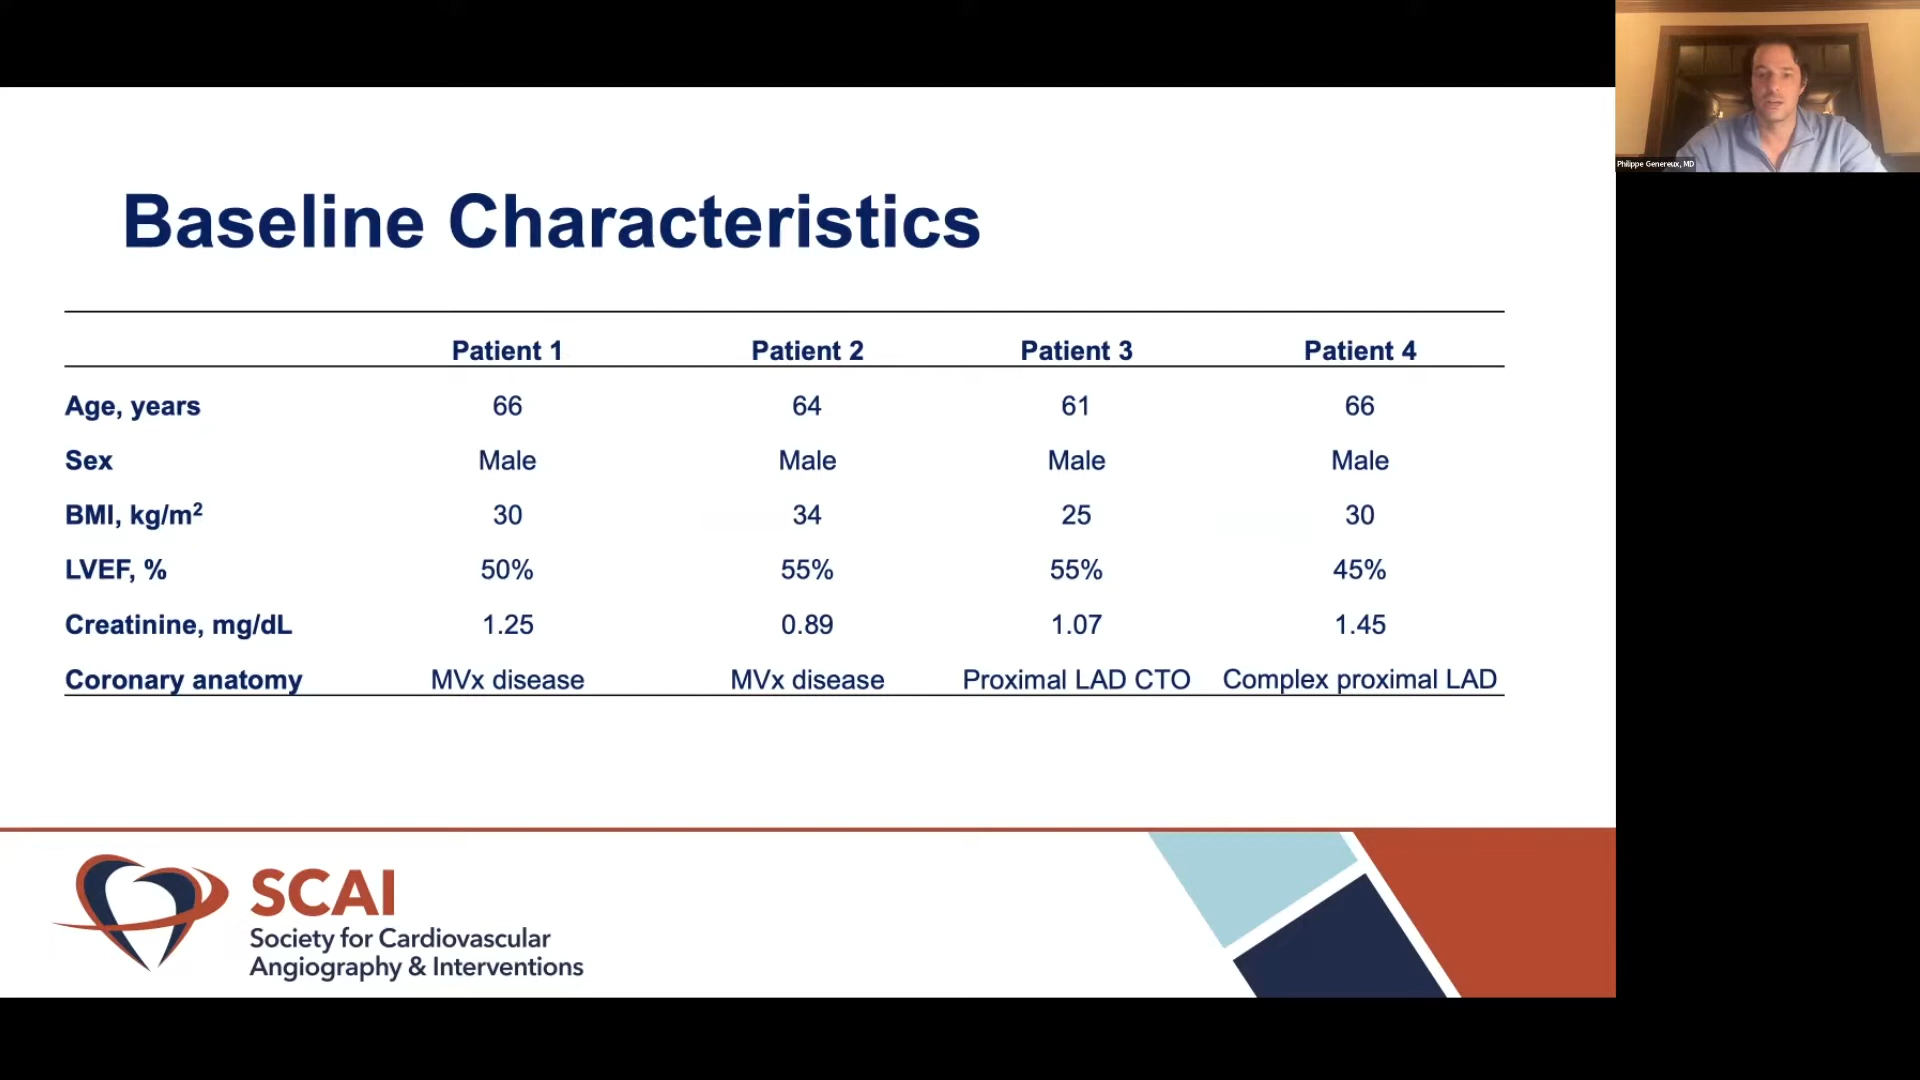 Philippe Genereux, MD
Baseline Characteristics
Patient 1 Patient 2 Patient 3 Patient 4
Age, years 66 64 61 66
Sex Male Male Male Male
BMI, kg/m² 30 34 25 30
LVEF, % 50% 55% 55% 45%
Creatinine, mg/dL 1.25 0.89 1.07 1.45
Coronary anatomy MVx disease MVx disease Proximal LAD CTO Complex proximal LAD
SCAI
Society for Cardiovascular
Angiography & Interventions